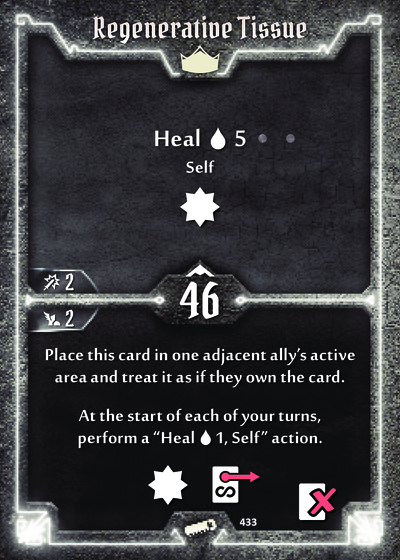 Regenerative Tissue
Heal 5
Self
2
46
2
Place this card in one adjacent ally's active
area and treat it as if they own the card.
At the start of each of your turns,
perform a “Heal 1, Self” action.
S
433